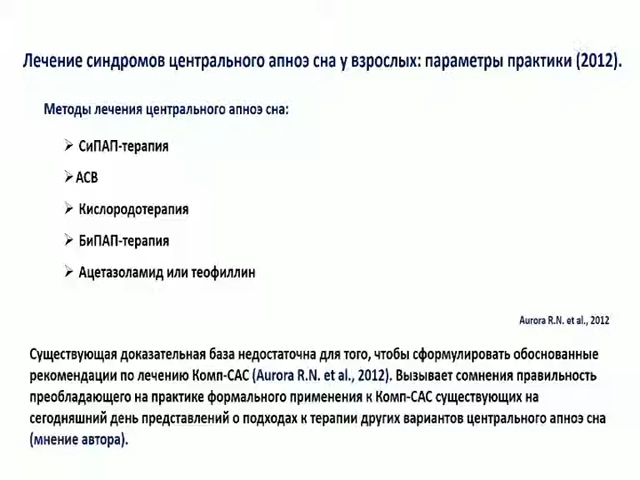 Лечение синдромов центрального апноэ сна у взрослых: параметры практики (2012).
Методы лечения центрального апноэ сна:
➢ СиПАП-терапия
➢ АСВ
➢ Кислородотерапия
➢ БиПАП-терапия
➢ Ацетазоламид или теофиллин
Aurora R.N. et al., 2012
Существующая доказательная база недостаточна для того, чтобы сформулировать обоснованные
рекомендации по лечению Комп-САС (Aurora R.N. et al., 2012). Вызывает сомнения правильность
преобладающего на практике формального применения к Комп-САС существующих на
сегодняшний день представлений о подходах к терапии других вариантов центрального апноэ сна
(мнение автора).